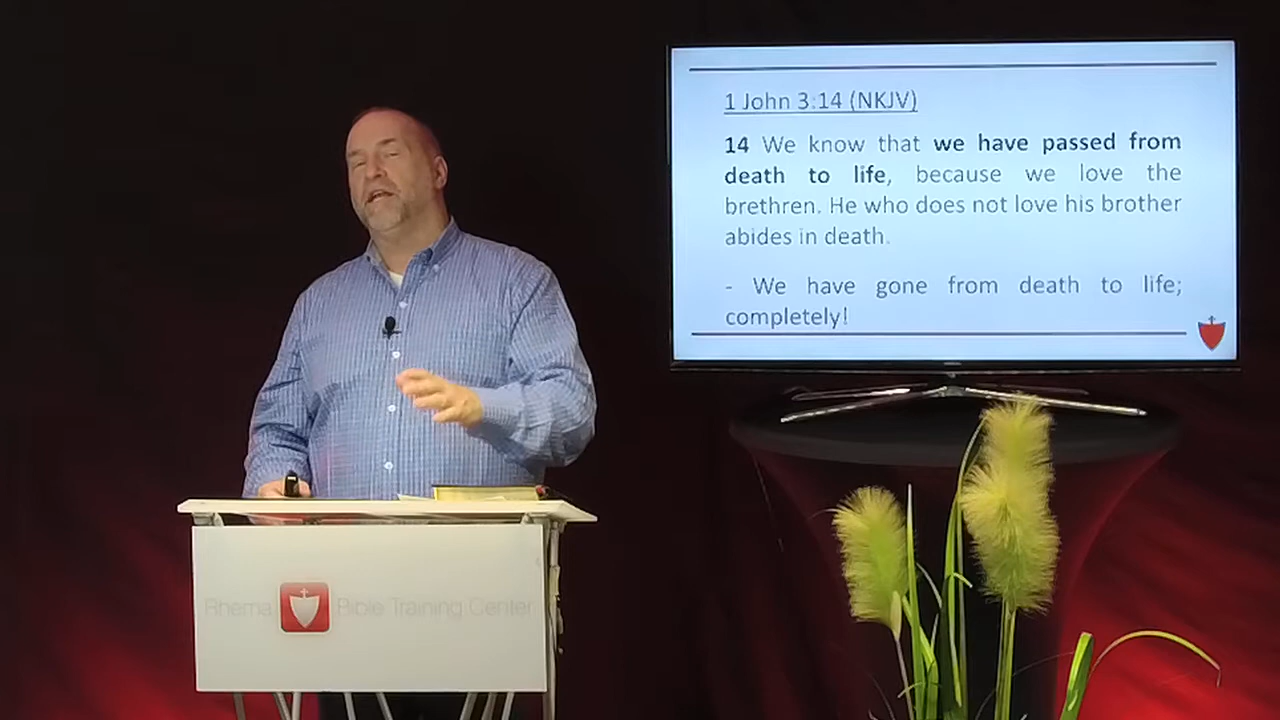 1 John 3:14 (NKJV)
14 We know that we have passed from
death to life, because we love the
brethren. He who does not love his brother
abides in death.
- We have gone from death to life;
completely!
Rhema Bible Training Center